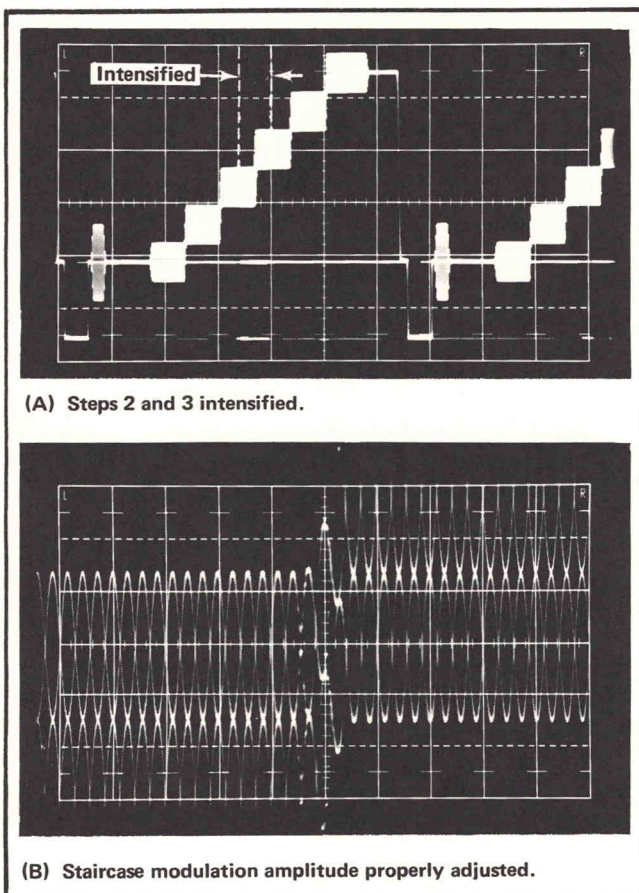 L R
Intensified
(A) Steps 2 and 3 intensified.
L R
(B) Staircase modulation amplitude properly adjusted.